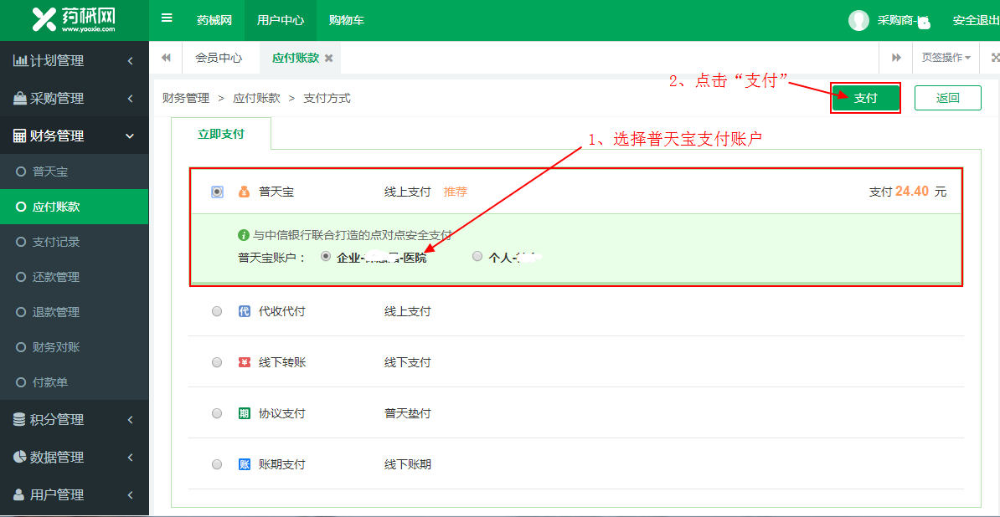 药械网
www.yaoxie.com
药械网
用户中心
购物车
采购商-
安全退出
计划管理
采购管理
财务管理
普天宝
应付账款
支付记录
还款管理
退款管理
财务对账
付款单
积分管理
数据管理
用户管理
会员中心
应付账款
页签操作
财务管理 > 应付账款 > 支付方式
2、点击“支付”
支付
返回
立即支付
1、选择普天宝支付账户
普天宝 线上支付 推荐 支付 24.40 元
与中信银行联合打造的点对点安全支付
普天宝账户： 企业- -医院 个人-
代 代收代付 线上支付
线下转账 线下支付
期 协议支付 普天垫付
账 账期支付 线下账期